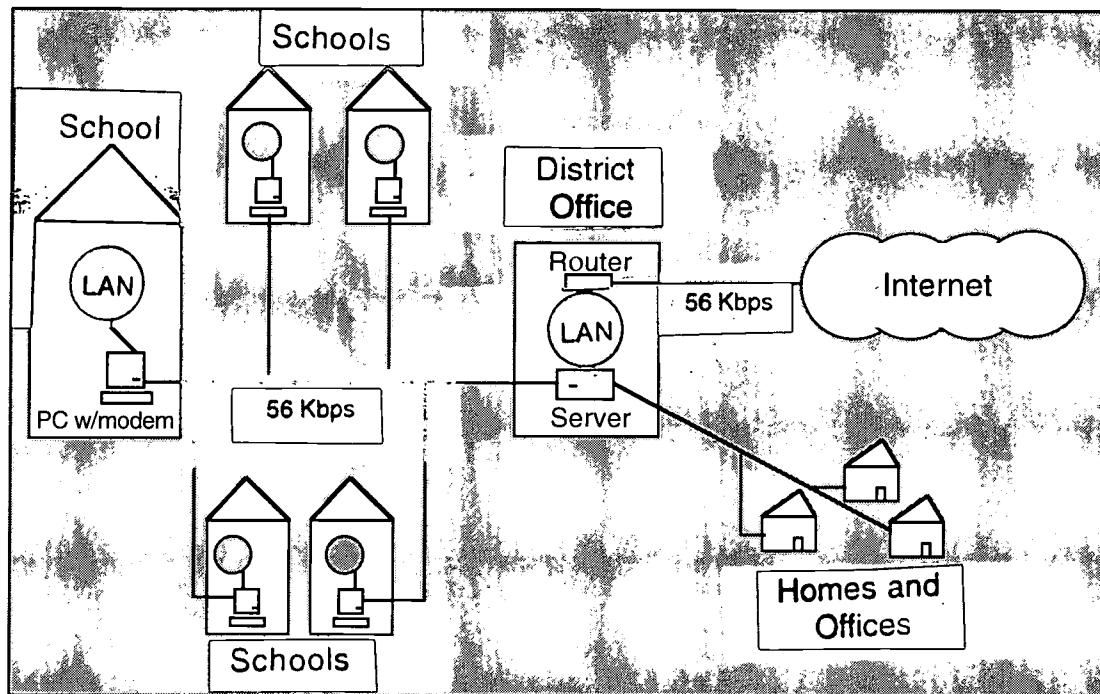 Schools
School
LAN
PC w/modem
56 Kbps
Schools
District
Office
Router
LAN
Server
56 Kbps
Internet
Homes and
Offices